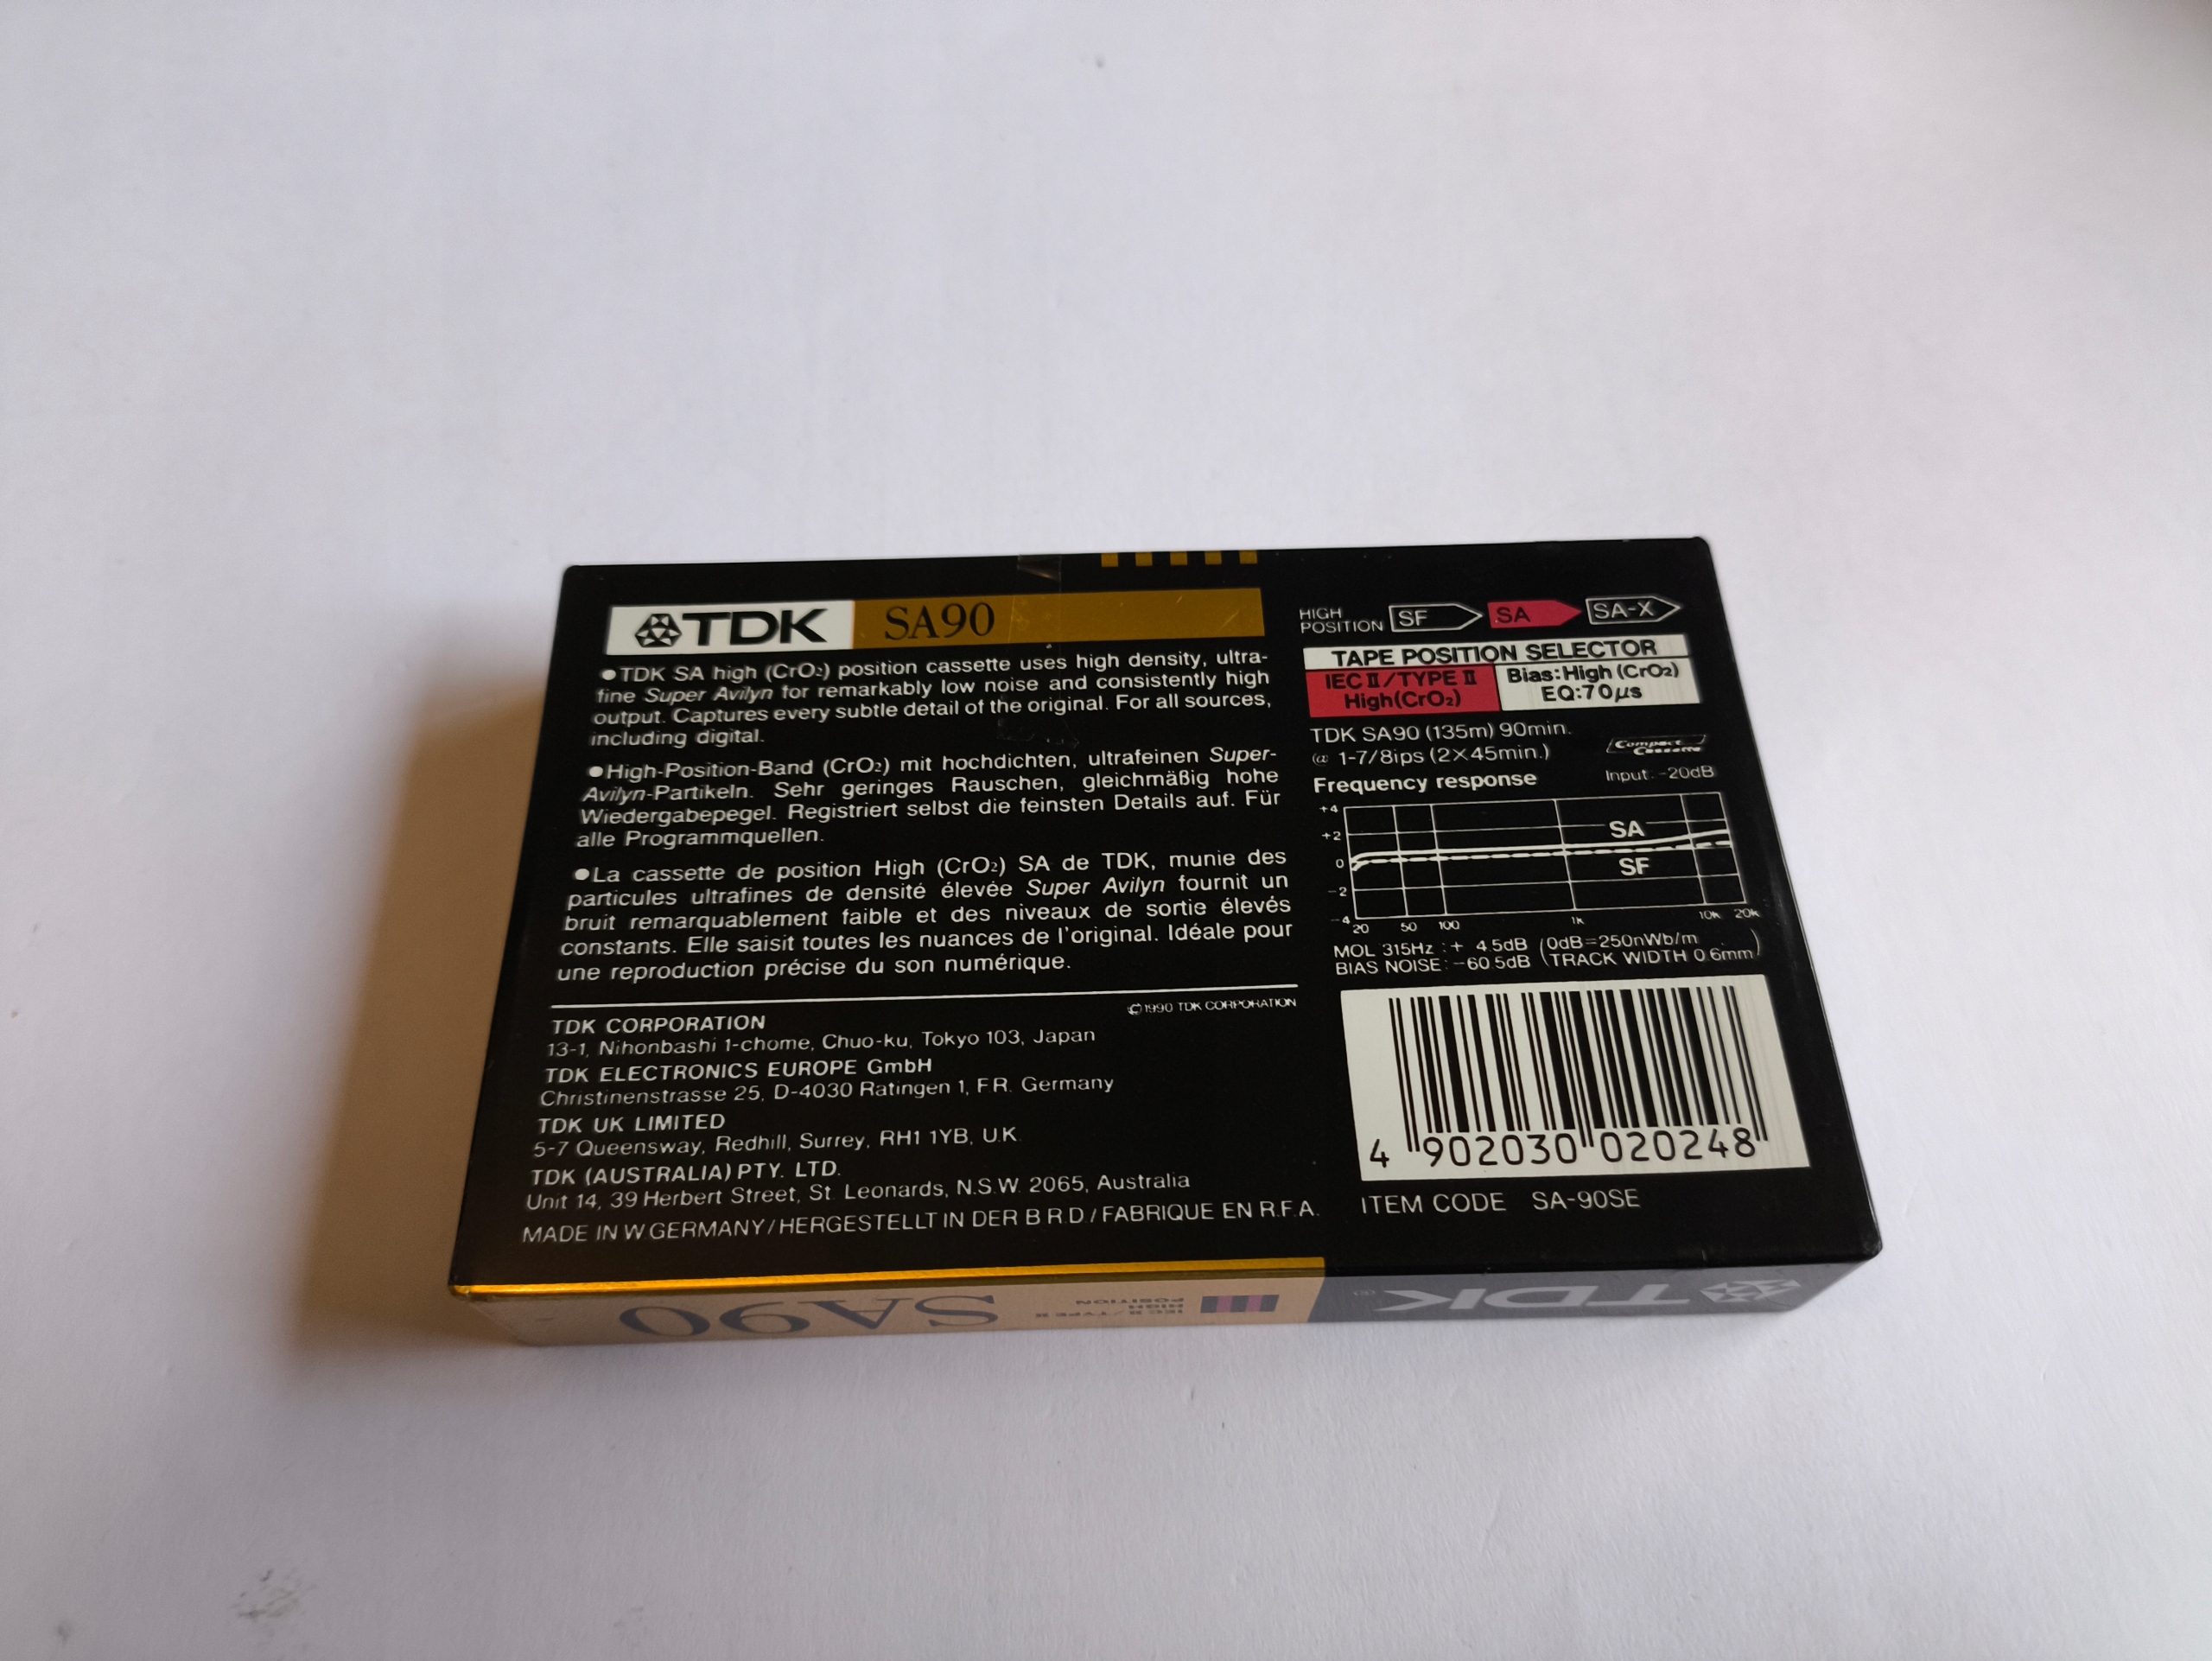 TDK SA90
●TDK SA high (CrO₂) position cassette uses high density, ultra-
fine Super Avilyn for remarkably low noise and consistently high
output. Captures every subtle detail of the original. For all sources,
including digital.
●High-Position-Band (CrO₂) mit hochdichten, ultrafeinen Super-
Avilyn-Partikeln. Sehr geringes Rauschen, gleichmäßig hohe
Wiedergabepegel. Registriert selbst die feinsten Details auf. Für
alle Programmquellen.
●La cassette de position High (CrO₂) SA de TDK, munie des
particules ultrafines de densité élevée Super Avilyn fournit un
bruit remarquablement faible et des niveaux de sortie élevés
constants. Elle saisit toutes les nuances de l'original. Idéale pour
une reproduction précise du son numérique.
©1990 TDK CORPORATION
TDK CORPORATION
13-1, Nihonbashi 1-chome, Chuo-ku, Tokyo 103, Japan
TDK ELECTRONICS EUROPE GmbH
Christinenstrasse 25, D-4030 Ratingen 1, F.R. Germany
TDK UK LIMITED
5-7 Queensway, Redhill, Surrey, RH1 1YB, U.K.
TDK (AUSTRALIA) PTY. LTD.
Unit 14, 39 Herbert Street, St. Leonards, N.S.W. 2065, Australia
MADE IN W.GERMANY/HERGESTELLT IN DER B.R.D./FABRIQUE EN R.F.A.
HIGH
POSITION SF SA SA-X
TAPE POSITION SELECTOR
IEC II/TYPE II
High(CrO₂)
Bias:High (CrO₂)
EQ:70µs
TDK SA90 (135m) 90min.
@ 1-7/8ips (2×45min.)
Compact Cassette
Frequency response Input: -20dB
+4
+2
0
-2
-4
SA
SF
20 50 100 1k 10k 20k
MOL 315Hz :+ 4.5dB (0dB=250nWb/m
BIAS NOISE:-60.5dB TRACK WIDTH 0.6mm)
4 902030 020248
ITEM CODE SA-90SE
TDK
IEC II/TYPE II
HIGH
POSITION
SA90